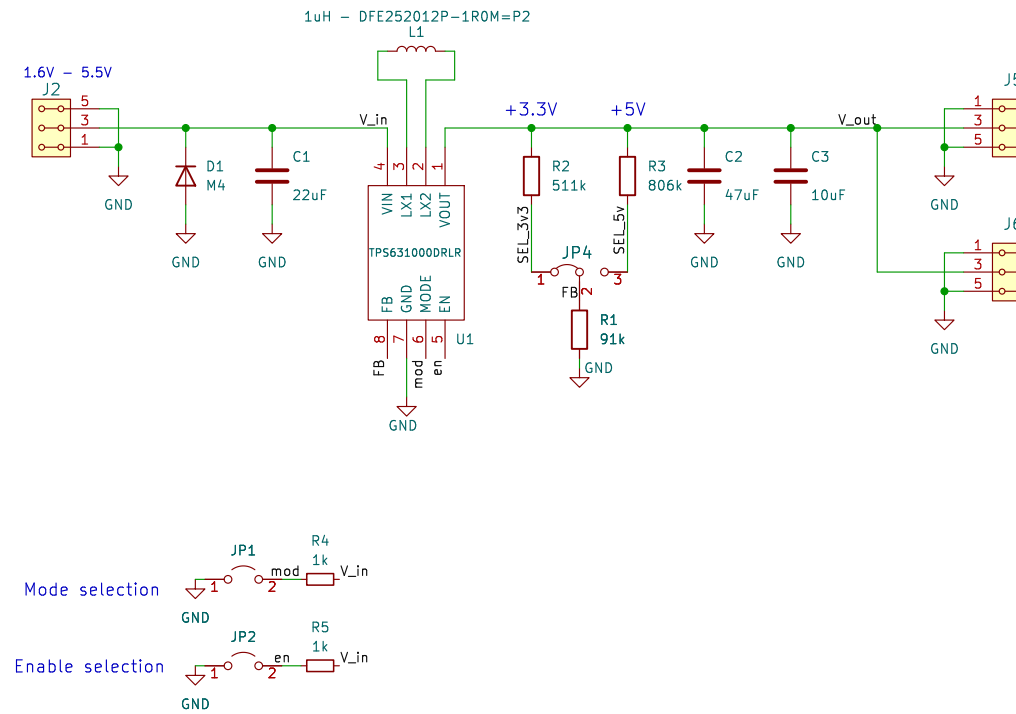 1uH - DFE252012P-1R0M=P2
L1
1.6V - 5.5V
J2
5
3
1
GND
V_in
D1
M4
GND
C1
22uF
GND
4
3
2
1
VIN
LX1
LX2
VOUT
TPS631000DRLR
FB
GND
MODE
EN
8
7
6
5
U1
FB
mod
en
GND
+3.3V
+5V
R2
511k
R3
806k
SEL_3v3
SEL_5v
JP4
1
2
3
FB
R1
91k
GND
C2
47uF
GND
C3
10uF
GND
V_out
J5
1
3
5
GND
J6
1
3
5
GND
Mode selection
JP1
1
2
GND
mod
R4
1k
V_in
Enable selection
JP2
1
2
GND
en
R5
1k
V_in